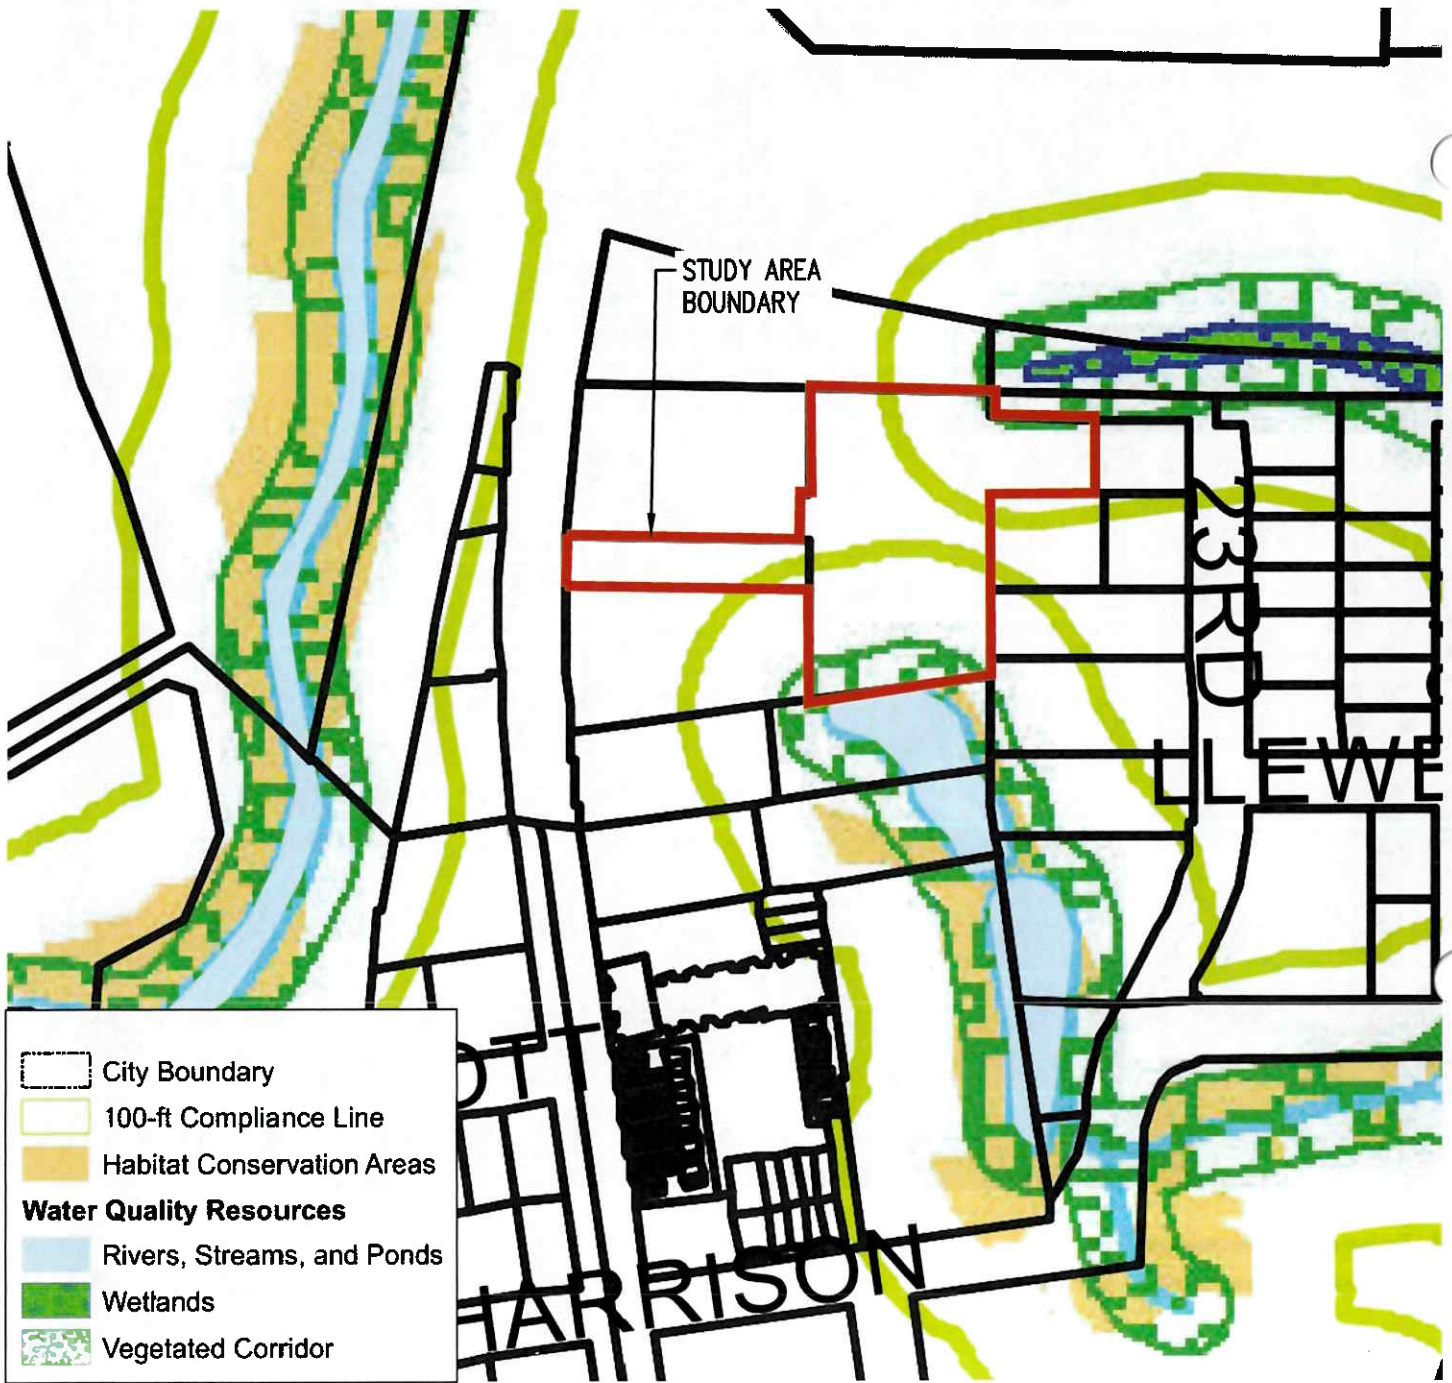 STUDY AREA
BOUNDARY
23RD
LLEWE
OTT
HARRISON
City Boundary
100-ft Compliance Line
Habitat Conservation Areas
Water Quality Resources
Rivers, Streams, and Ponds
Wetlands
Vegetated Corridor